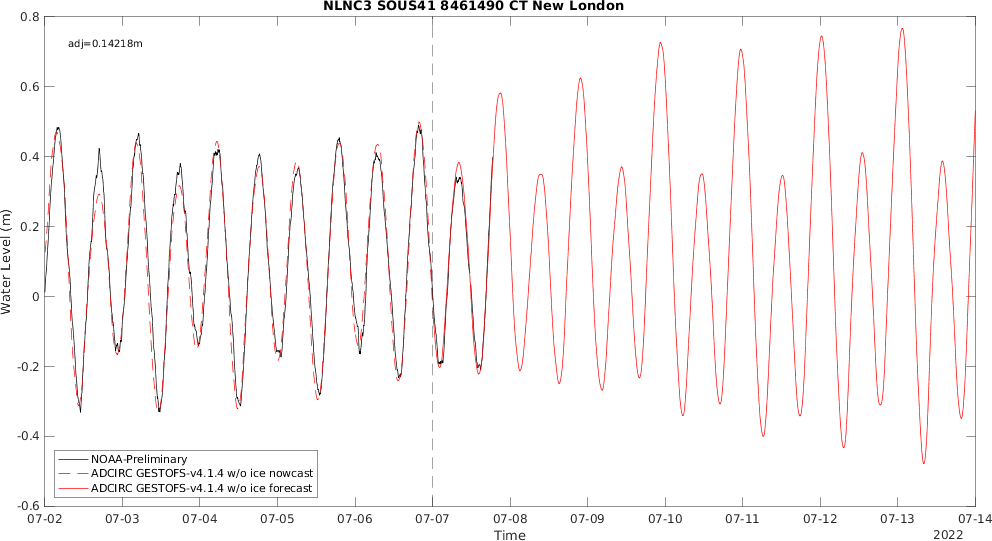 NLNC3 SOUS41 8461490 CT New London
adj=0.14218m
0.8
0.6
0.4
0.2
0
-0.2
-0.4
-0.6
Water Level (m)
NOAA-Preliminary
ADCIRC GESTOFS-v4.1.4 w/o ice nowcast
ADCIRC GESTOFS-v4.1.4 w/o ice forecast
07-02 07-03 07-04 07-05 07-06 07-07 07-08 07-09 07-10 07-11 07-12 07-13 07-14
Time
2022